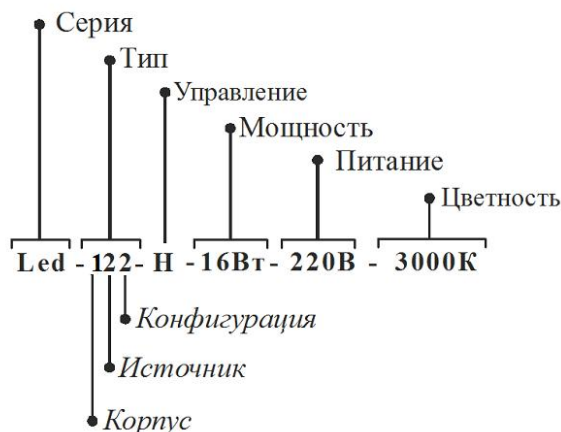 Серия
Тип
Управление
Мощность
Питание
Цветность
Led - 122 - Н - 16Вт - 220В - 3000К
Конфигурация
Источник
Корпус